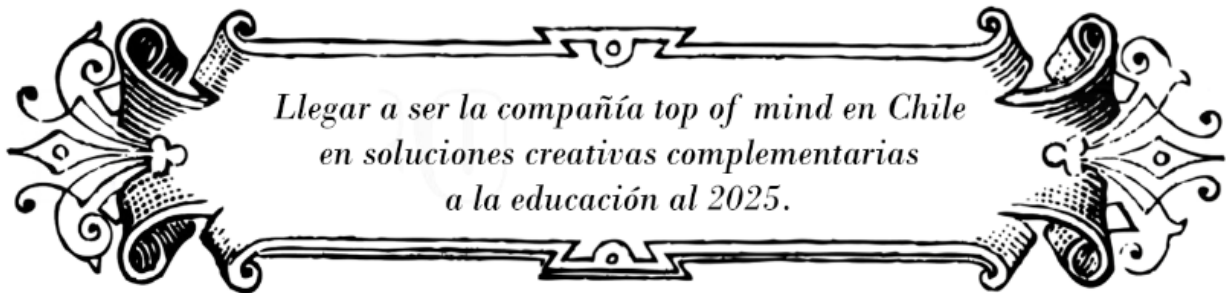 Llegar a ser la compañía top of mind en Chile
en soluciones creativas complementarias
a la educación al 2025.